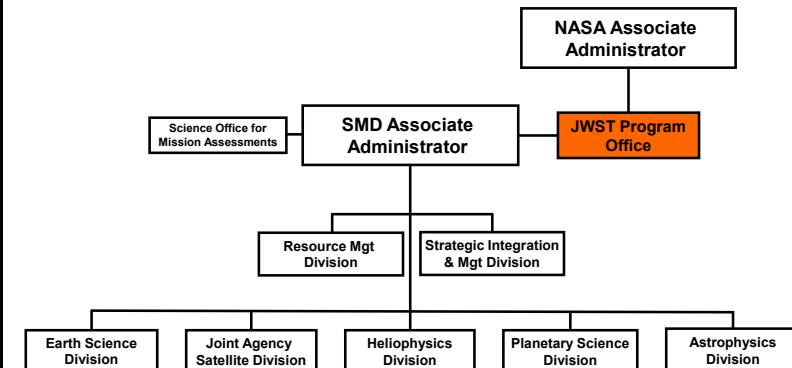 NASA Associate
Administrator
Science Office for
Mission Assessments
SMD Associate
Administrator
JWST Program
Office
Resource Mgt
Division
Strategic Integration
& Mgt Division
Earth Science
Division
Joint Agency
Satellite Division
Heliophysics
Division
Planetary Science
Division
Astrophysics
Division